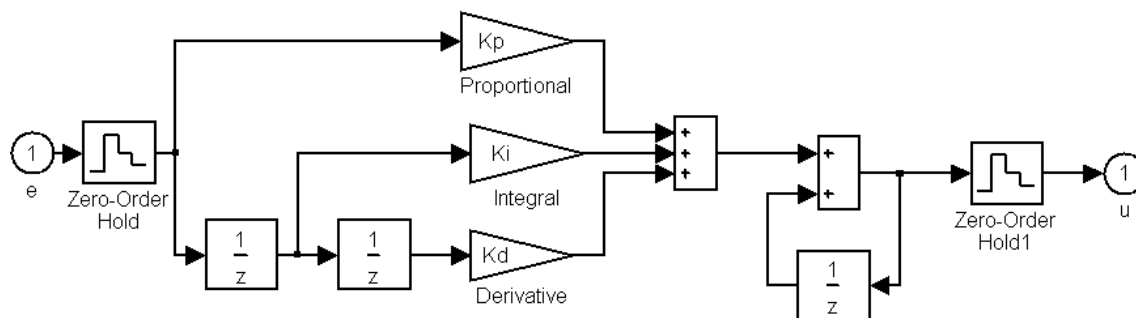 Kp
Proportional
1
e
Zero-Order
Hold
Ki
Integral
+
+
+
+
+
Zero-Order
Hold1
1
u
1
z
1
z
Kd
Derivative
1
z